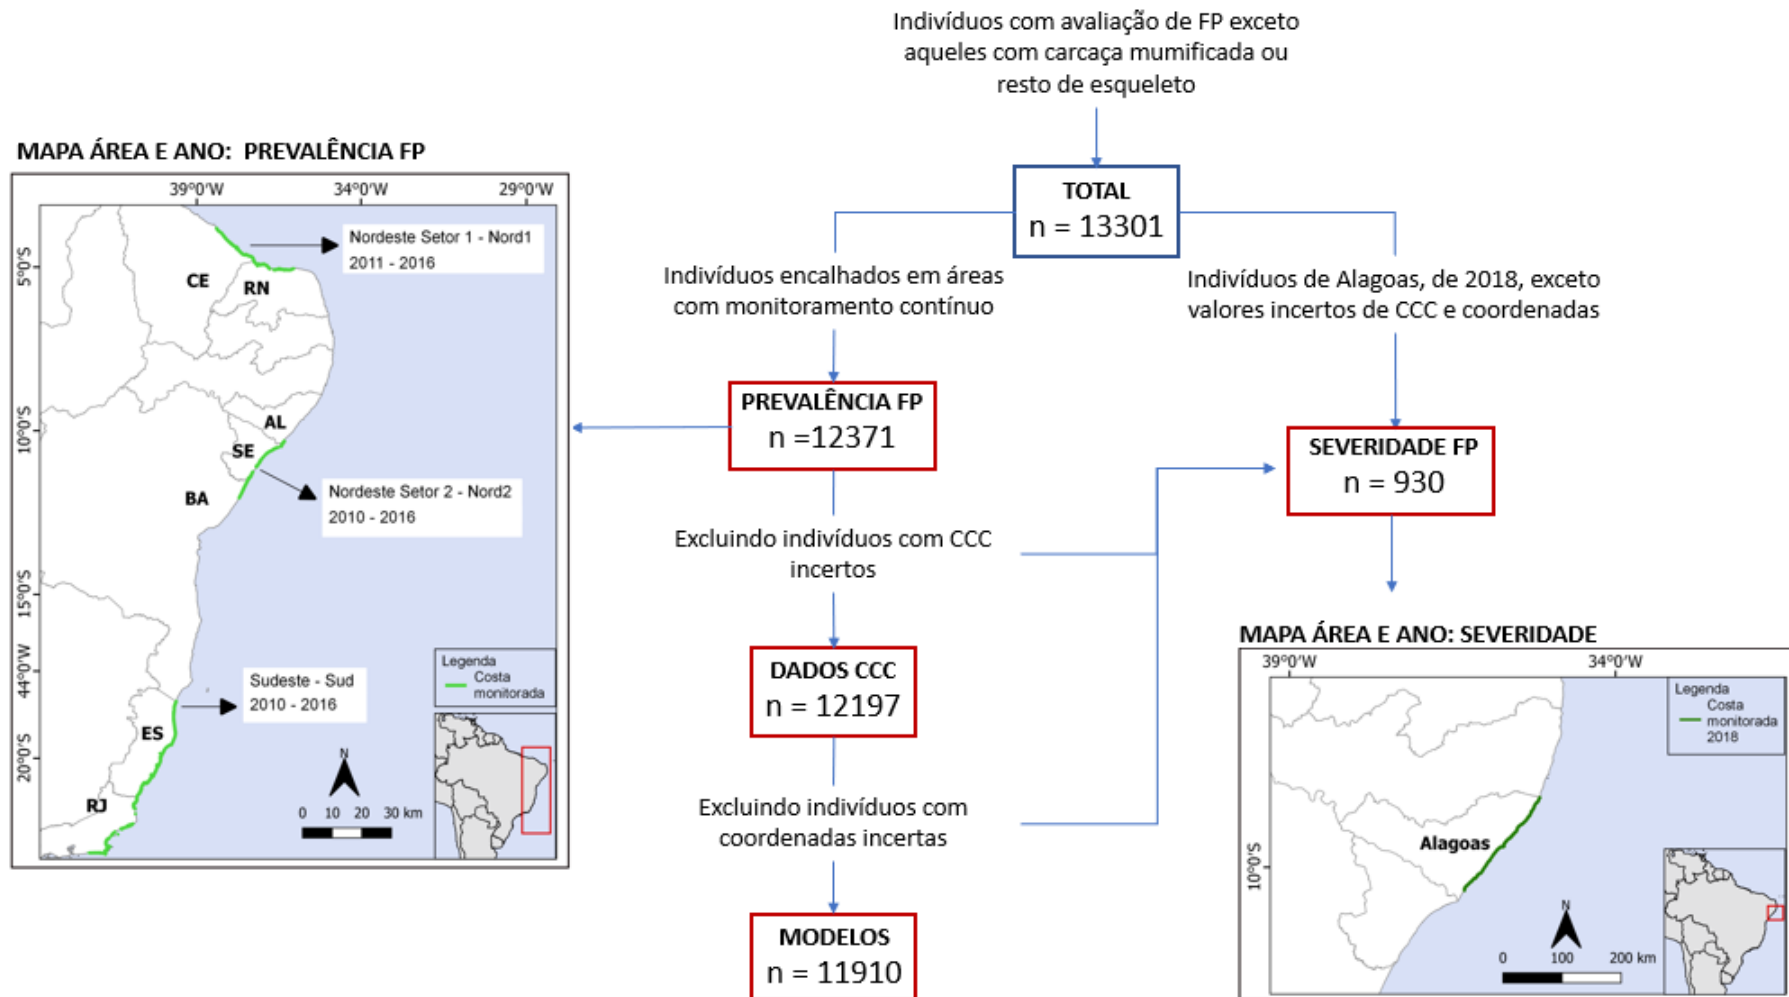 Indivíduos com avaliação de FP exceto
aqueles com carcaça mumificada ou
resto de esqueleto
TOTAL
n = 13301
Indivíduos encalhados em áreas
com monitoramento contínuo
Indivíduos de Alagoas, de 2018, exceto
valores incertos de CCC e coordenadas
PREVALÊNCIA FP
n =12371
SEVERIDADE FP
n = 930
Excluindo indivíduos com CCC
incertos
DADOS CCC
n = 12197
Excluindo indivíduos com
coordenadas incertas
MODELOS
n = 11910
MAPA ÁREA E ANO:  PREVALÊNCIA FP
39°0'W
34°0'W
29°0'W
5°0'S
10°0'S
15°0'S
44°0'W
20°0'S
Nordeste Setor 1 - Nord1
2011 - 2016
CE
RN
AL
SE
BA
Nordeste Setor 2 - Nord2
2010 - 2016
Sudeste - Sud
2010 - 2016
ES
RJ
Legenda
Costa
monitorada
N
0 10 20 30 km
MAPA ÁREA E ANO: SEVERIDADE
39°0'W
34°0'W
10°0'S
Legenda
Costa
monitorada
2018
Alagoas
N
0 100 200 km